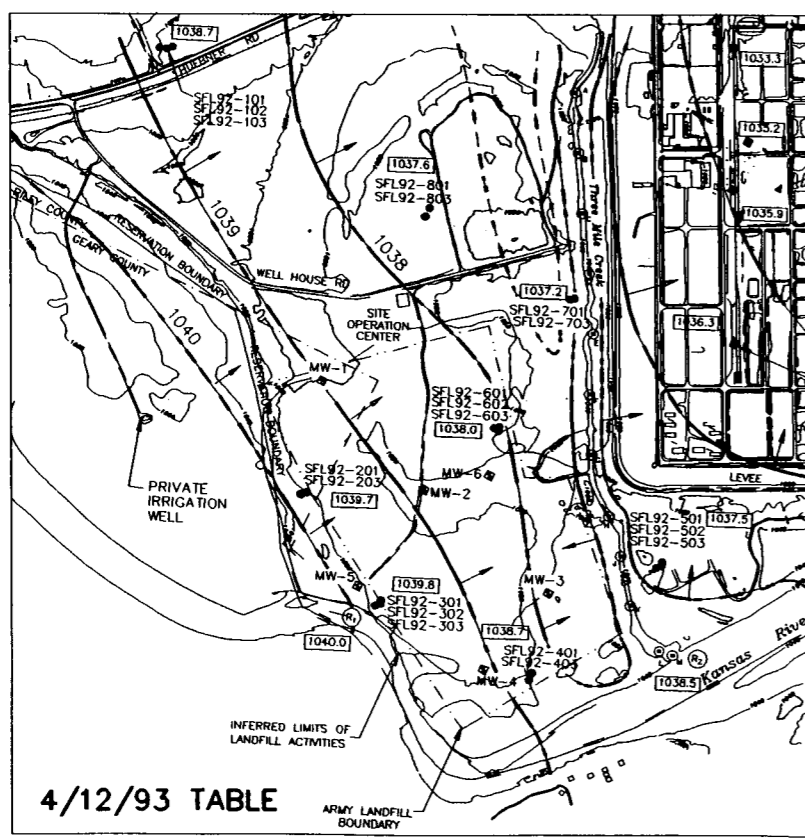 1038.7
HUEBNER RD
SFL92-101
SFL92-102
SFL92-103
1033.3
1035.2
1037.6
SFL92-801
SFL92-803
Three Mile Creek
1035.9
1039
1038
RILEY COUNTY
GEARY COUNTY
RESERVATION BOUNDARY
WELL HOUSE RD
1037.2
SFL92-701
SFL92-703
1036.3
SITE
OPERATION
CENTER
1040
RESERVATION BOUNDARY
MW-1
SFL92-601
SFL92-602
SFL92-603
1038.0
PRIVATE
IRRIGATION
WELL
SFL92-201
SFL92-203
1039.7
MW-6
MW-2
LEVEE
SFL92-501
SFL92-502
SFL92-503
1037.5
MW-5
1039.8
SFL92-301
SFL92-302
SFL92-303
MW-3
R1
1040.0
1038.7
SFL92-401
SFL92-403
MW-4
R2
Kansas River
1038.5
INFERRED LIMITS OF
LANDFILL ACTIVITIES
4/12/93 TABLE
ARMY LANDFILL
BOUNDARY